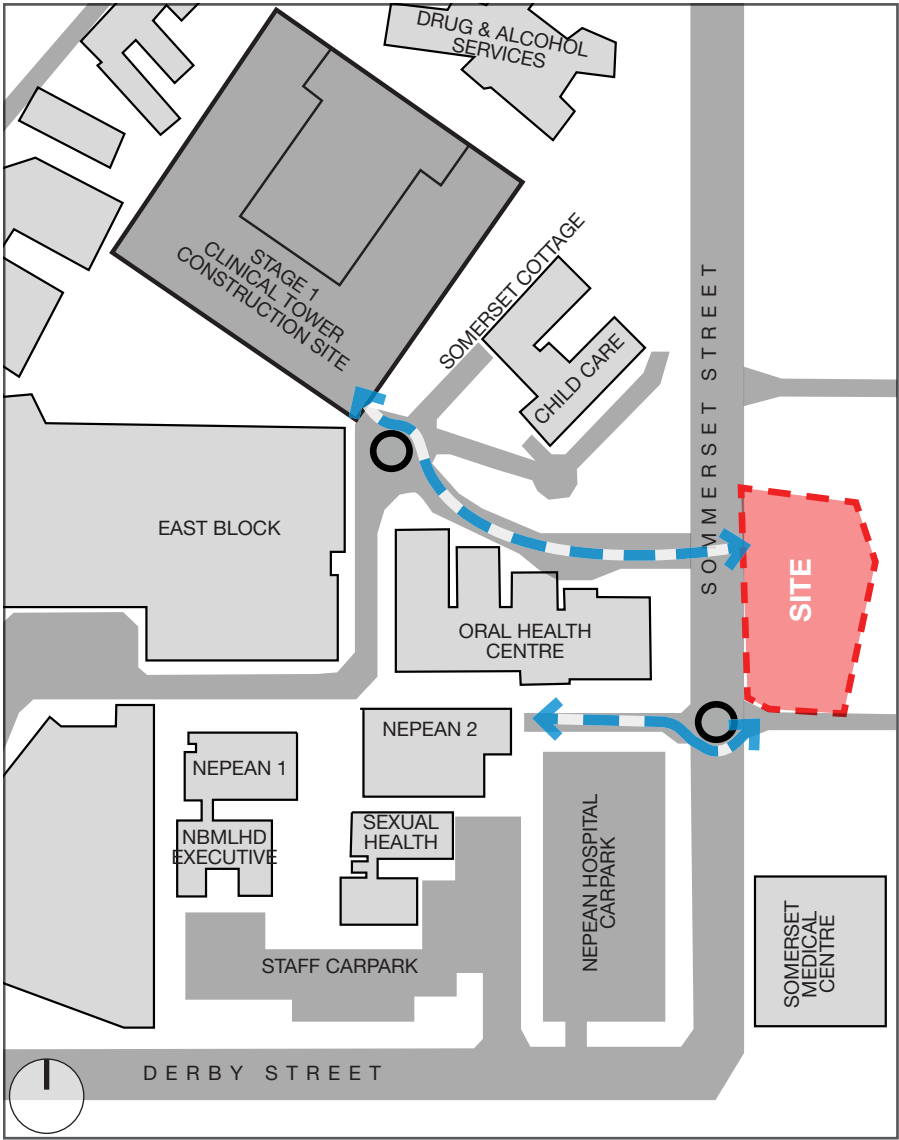 DRUG & ALCOHOL
SERVICES
STAGE 1
CLINICAL TOWER
CONSTRUCTION SITE
SOMERSET COTTAGE
CHILD CARE
SOMMERSET STREET
EAST BLOCK
SITE
ORAL HEALTH
CENTRE
NEPEAN 2
NEPEAN 1
SEXUAL
HEALTH
NBMLHD
EXECUTIVE
NEPEAN HOSPITAL
CARPARK
SOMERSET
MEDICAL
CENTRE
STAFF CARPARK
DERBY STREET